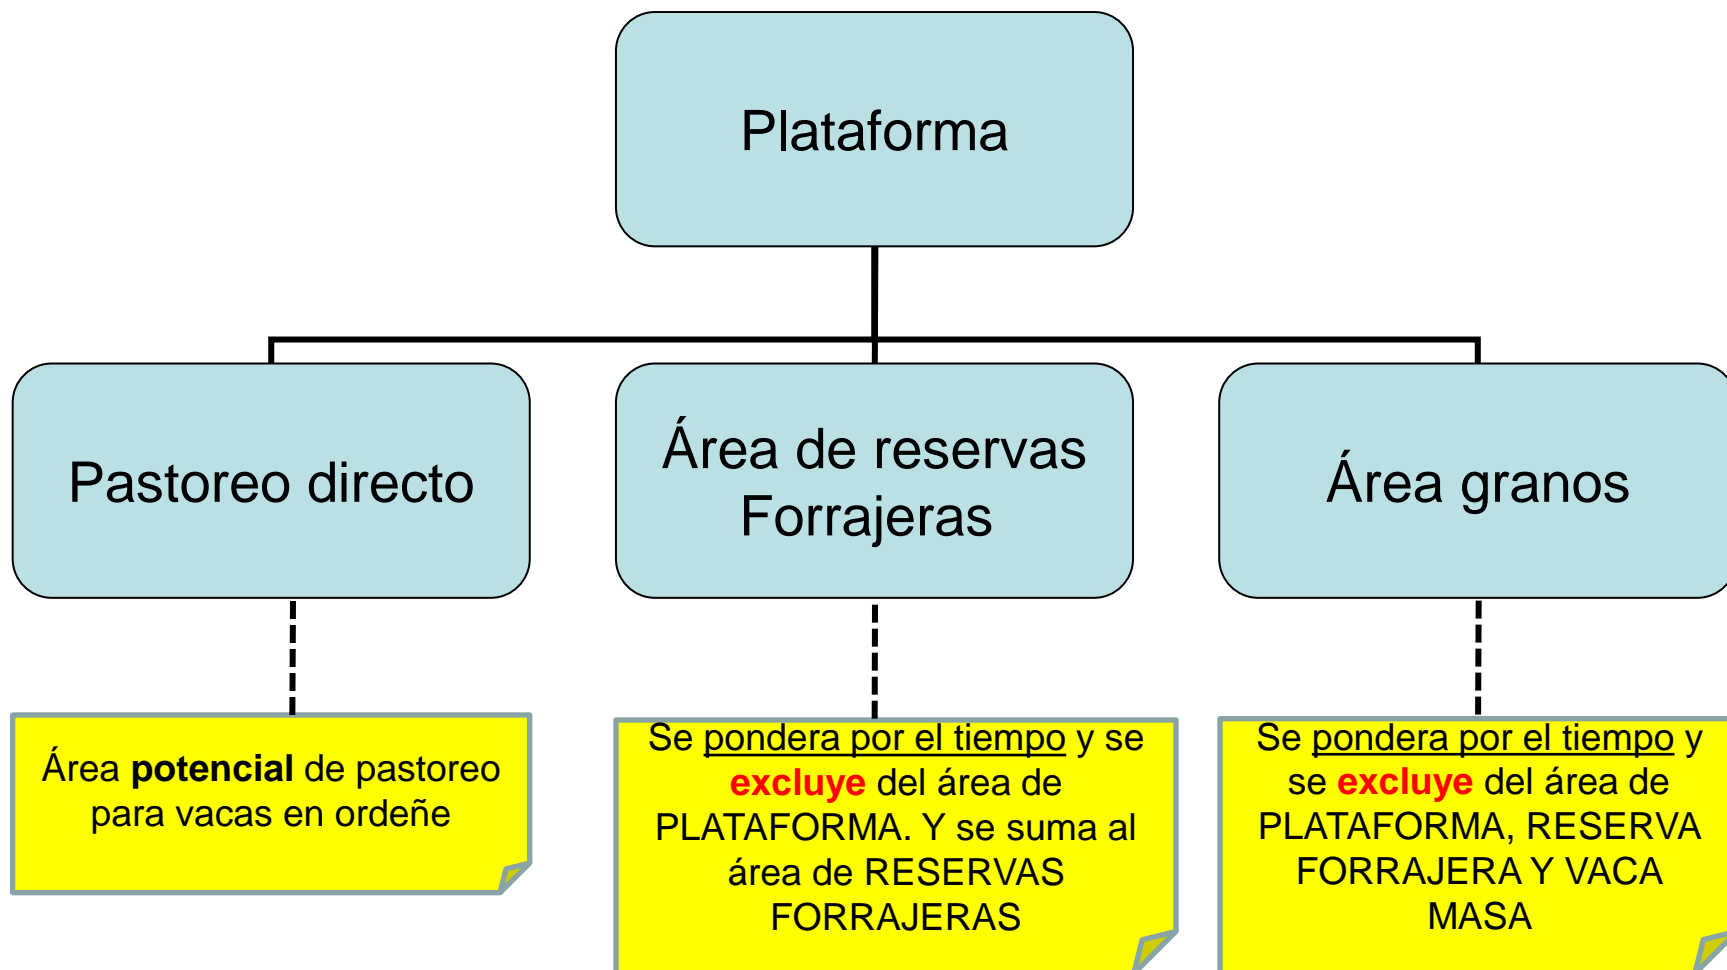 Plataforma
Pastoreo directo
Área de reservas
Forrajeras
Área granos
Área potencial de pastoreo
para vacas en ordeñe
Se pondera por el tiempo y se
excluye del área de
PLATAFORMA. Y se suma al
área de RESERVAS
FORRAJERAS
Se pondera por el tiempo y
se excluye del área de
PLATAFORMA, RESERVA
FORRAJERA Y VACA
MASA